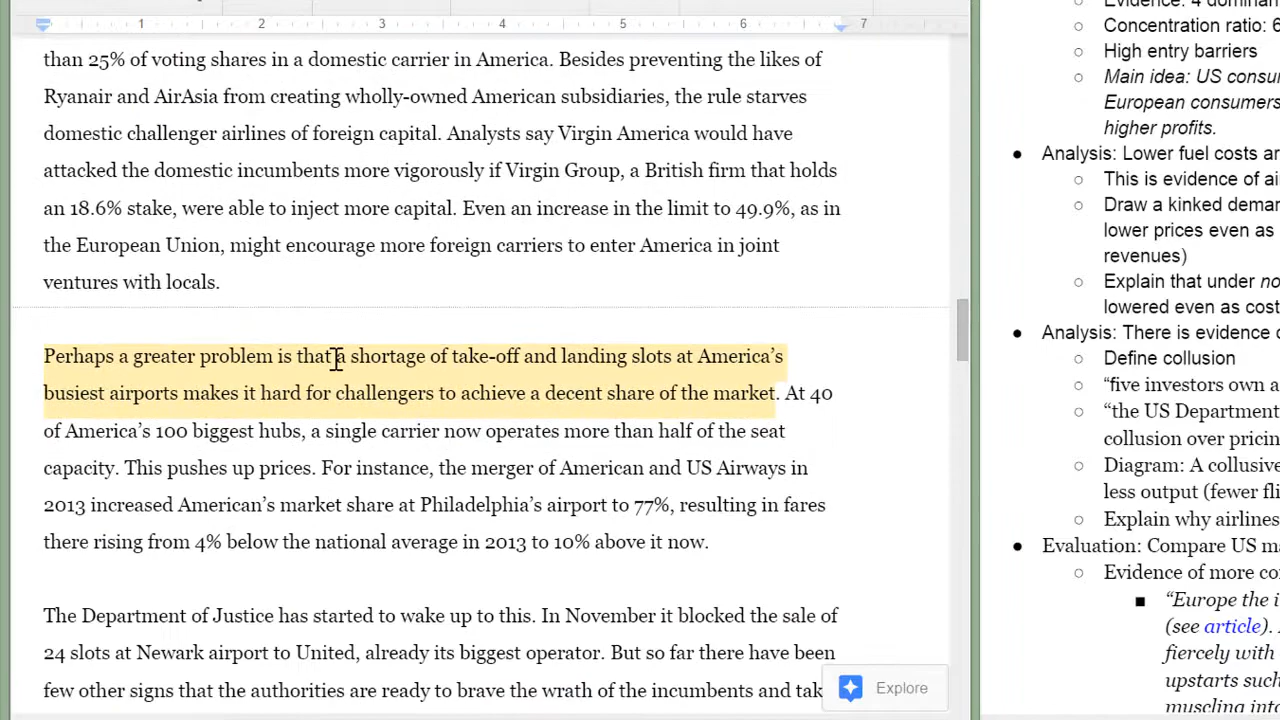 1 2 3 4 5 6 7
than 25% of voting shares in a domestic carrier in America. Besides preventing the likes of
Ryanair and AirAsia from creating wholly-owned American subsidiaries, the rule starves
domestic challenger airlines of foreign capital. Analysts say Virgin America would have
attacked the domestic incumbents more vigorously if Virgin Group, a British firm that holds
an 18.6% stake, were able to inject more capital. Even an increase in the limit to 49.9%, as in
the European Union, might encourage more foreign carriers to enter America in joint
ventures with locals.
Perhaps a greater problem is that a shortage of take-off and landing slots at America’s
busiest airports makes it hard for challengers to achieve a decent share of the market. At 40
of America’s 100 biggest hubs, a single carrier now operates more than half of the seat
capacity. This pushes up prices. For instance, the merger of American and US Airways in
2013 increased American’s market share at Philadelphia’s airport to 77%, resulting in fares
there rising from 4% below the national average in 2013 to 10% above it now.
The Department of Justice has started to wake up to this. In November it blocked the sale of
24 slots at Newark airport to United, already its biggest operator. But so far there have been
few other signs that the authorities are ready to brave the wrath of the incumbents and tak
Explore
Evidence: 4 dominan
Concentration ratio: 6
High entry barriers
Main idea: US consu
European consumers
higher profits.
Analysis: Lower fuel costs ar
This is evidence of ai
Draw a kinked demar
lower prices even as
revenues)
Explain that under no
lowered even as cost
Analysis: There is evidence o
Define collusion
“five investors own a
“the US Department
collusion over pricin
Diagram: A collusive
less output (fewer fli
Explain why airlines
Evaluation: Compare US ma
Evidence of more co
“Europe the i
(see article).
fiercely with
upstarts such
muscling into